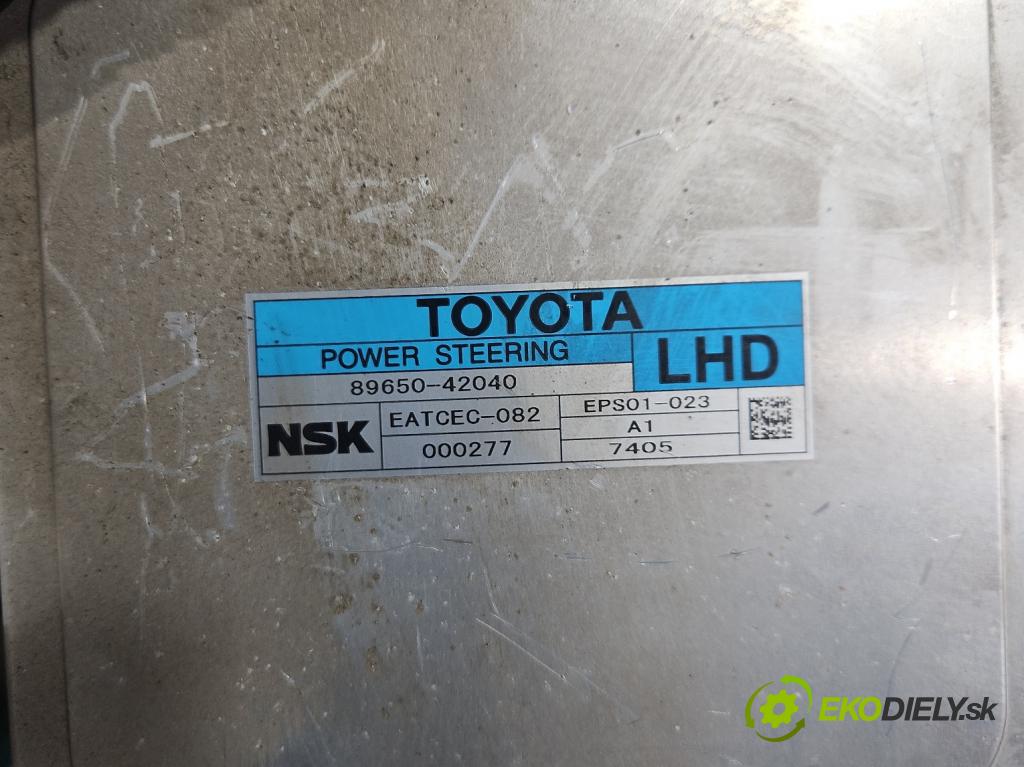 TOYOTA
POWER STEERING
LHD
89650-42040
NSK
EATCEC-082
EPS01-023
A1
000277
7405
EKODIELY.sk